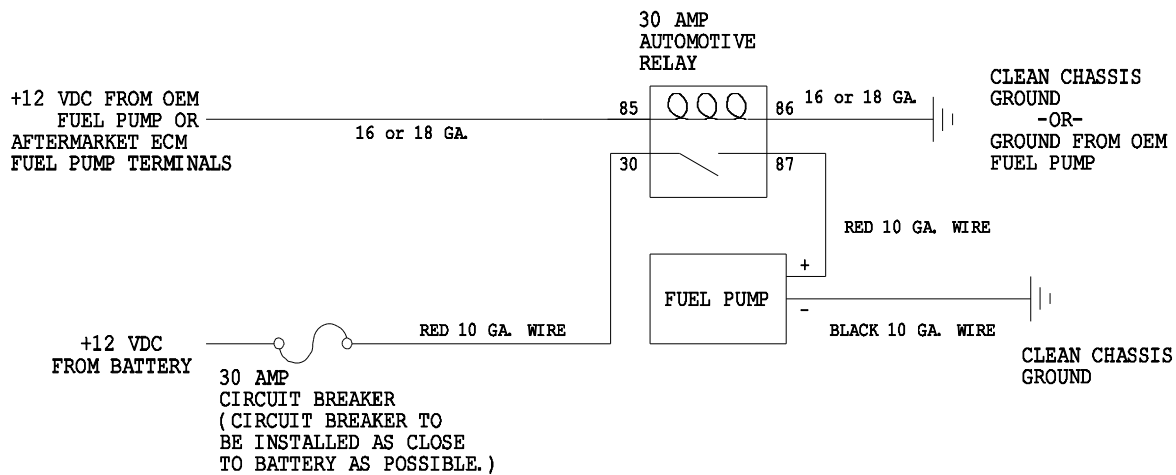 30 AMP
AUTOMOTIVE
RELAY
+12 VDC FROM OEM
FUEL PUMP OR
AFTERMARKET ECM
FUEL PUMP TERMINALS
16 or 18 GA.
85
86
30
87
16 or 18 GA.
CLEAN CHASSIS
GROUND
-OR-
GROUND FROM OEM
FUEL PUMP
RED 10 GA. WIRE
FUEL PUMP
+
-
BLACK 10 GA. WIRE
CLEAN CHASSIS
GROUND
+12 VDC
FROM BATTERY
RED 10 GA. WIRE
30 AMP
CIRCUIT BREAKER
(CIRCUIT BREAKER TO
BE INSTALLED AS CLOSE
TO BATTERY AS POSSIBLE.)